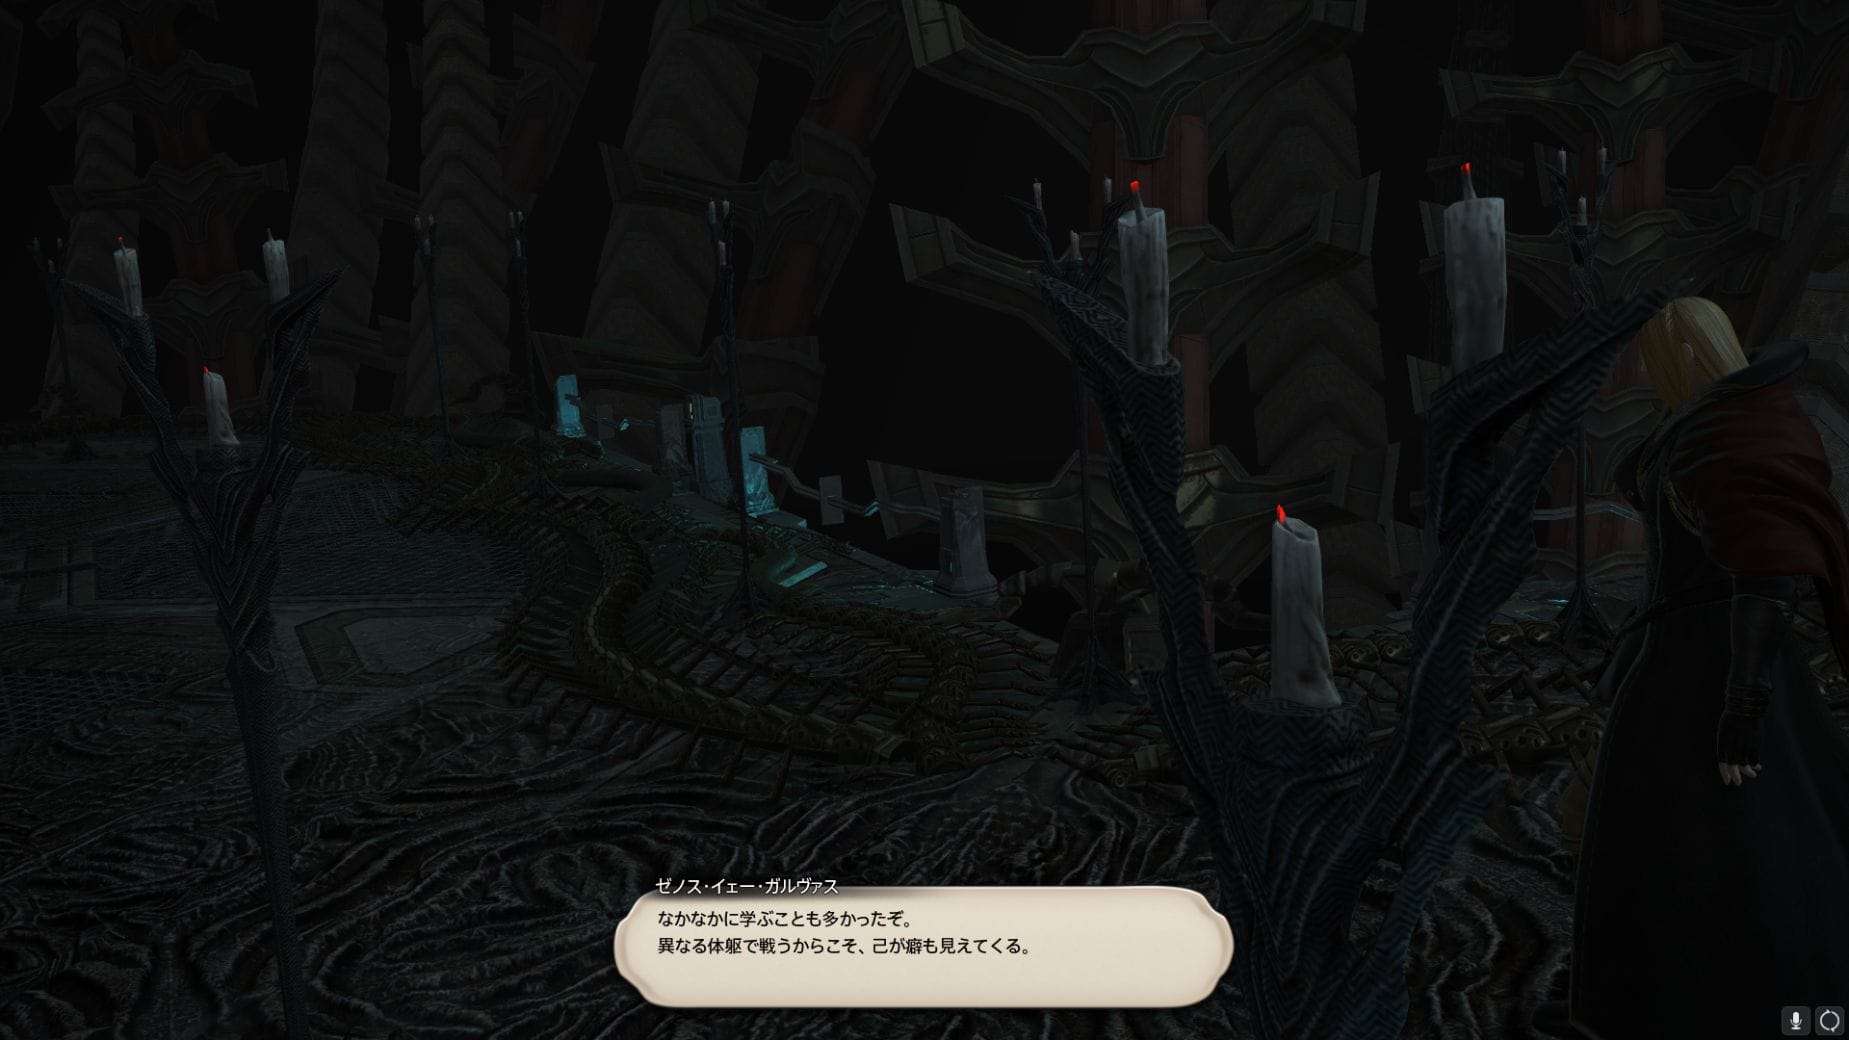 ゼノス・イェー・ガルヴァス
なかなかに学ぶことも多かったぞ。
異なる体躯で戦うからこそ、己が癖も見えてくる。